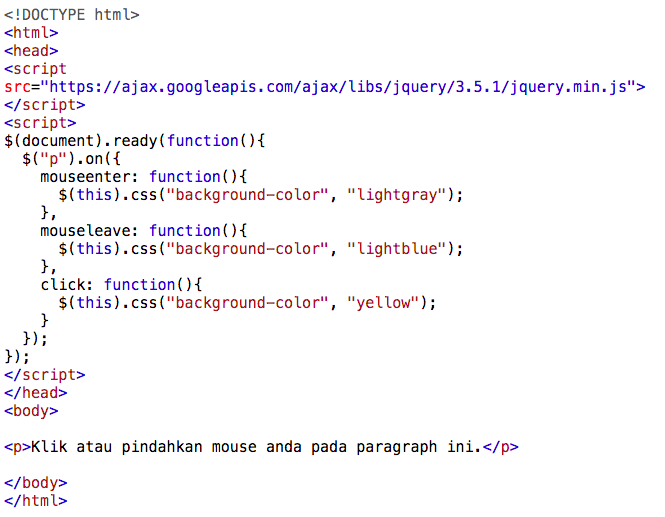 <!DOCTYPE html>
<html>
<head>
<script
src="https://ajax.googleapis.com/ajax/libs/jquery/3.5.1/jquery.min.js">
</script>
<script>
$(document).ready(function(){
  $("p").on({
    mouseenter: function(){
      $(this).css("background-color", "lightgray");
    },
    mouseleave: function(){
      $(this).css("background-color", "lightblue");
    },
    click: function(){
      $(this).css("background-color", "yellow");
    }
  });
});
</script>
</head>
<body>

<p>Klik atau pindahkan mouse anda pada paragraph ini.</p>

</body>
</html>